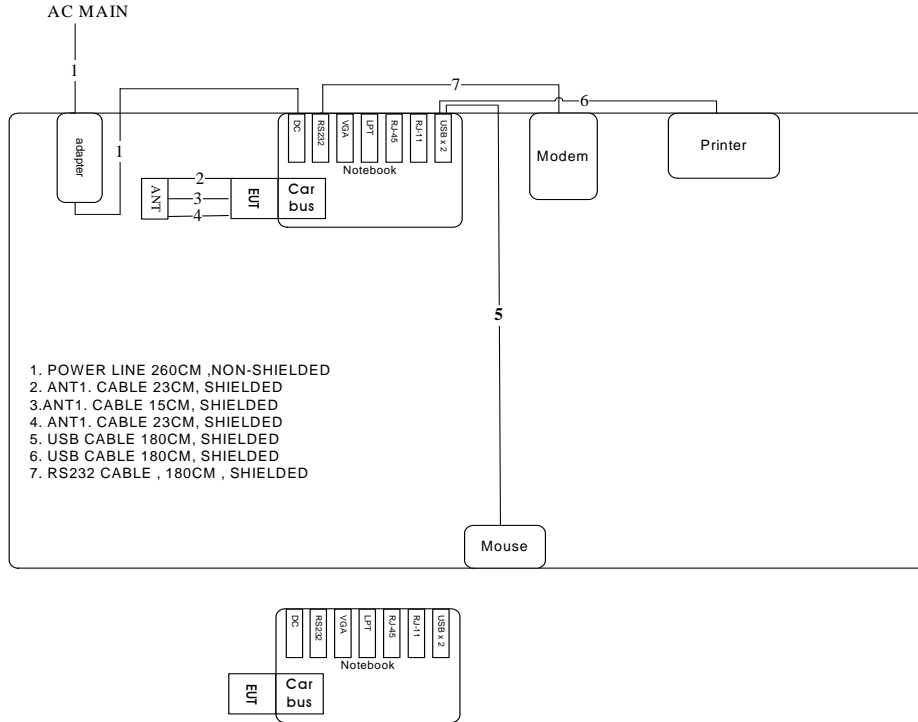 AC MAIN
1
7
6
adapter
1
DC
RS232
VGA
LPT
RJ-45
RJ-11
USB x 2
Notebook
Modem
Printer
ANT
2
3
4
EUT
Car
bus
5
1. POWER LINE 260CM ,NON-SHIELDED
2. ANT1. CABLE 23CM, SHIELDED
3.ANT1. CABLE 15CM, SHIELDED
4. ANT1. CABLE 23CM, SHIELDED
5. USB CABLE 180CM, SHIELDED
6. USB CABLE 180CM, SHIELDED
7. RS232 CABLE , 180CM , SHIELDED
Mouse
DC
RS232
VGA
LPT
RJ-45
RJ-11
USB x 2
Notebook
EUT
Car
bus